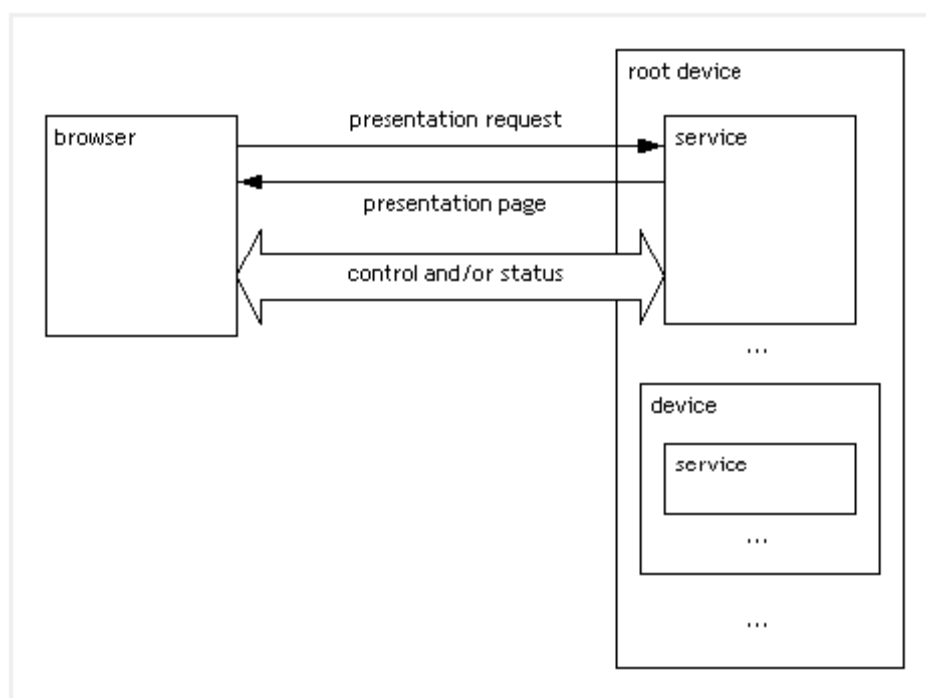 root device
presentation request
browser
service
presentation page
control and/or status
...
device
service
...
...